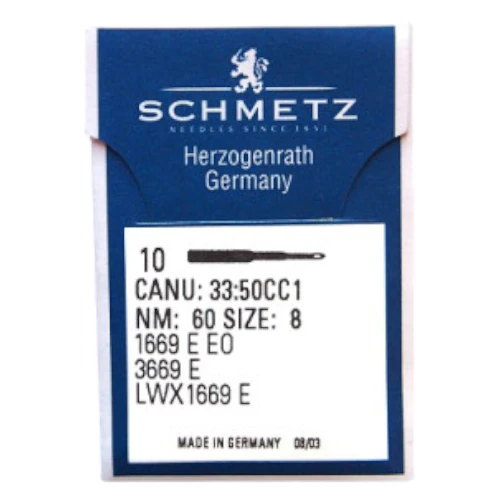 SCHMETZ
NEEDLES SINCE 1851
Herzogenrath
Germany
10
CANU: 33:50CC1
NM: 60 SIZE: 8
1669 E EO
3669 E
LWX1669 E
MADE IN GERMANY 08/03